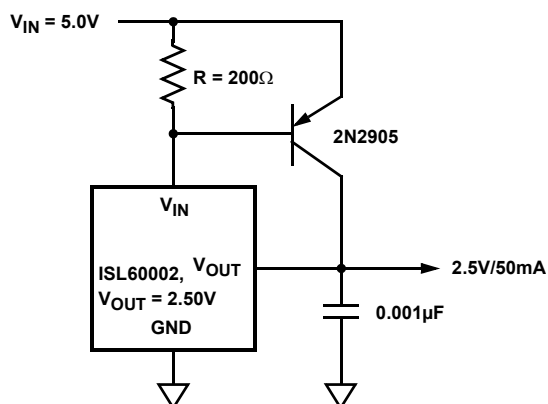 VIN = 5.0V
R = 200Ω
2N2905
VIN
VOUT
ISL60002,
VOUT = 2.50V
GND
2.5V/50mA
0.001µF